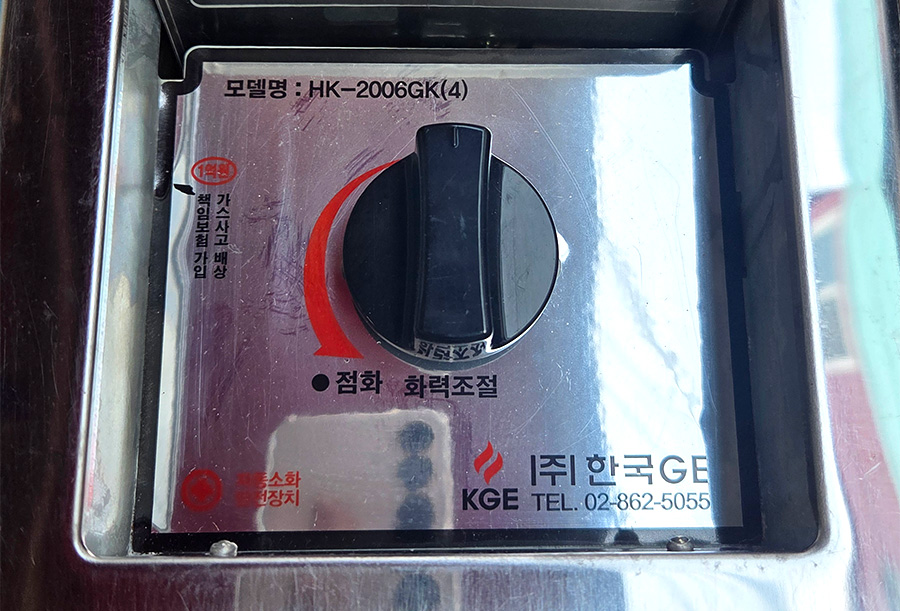 모델명 : HK-2006GK(4)
1억원
가스사고 배상
책임보험 가입
점화 화력조절
자동소화
안전장치
KGE
(주) 한국GE
TEL. 02-862-5055